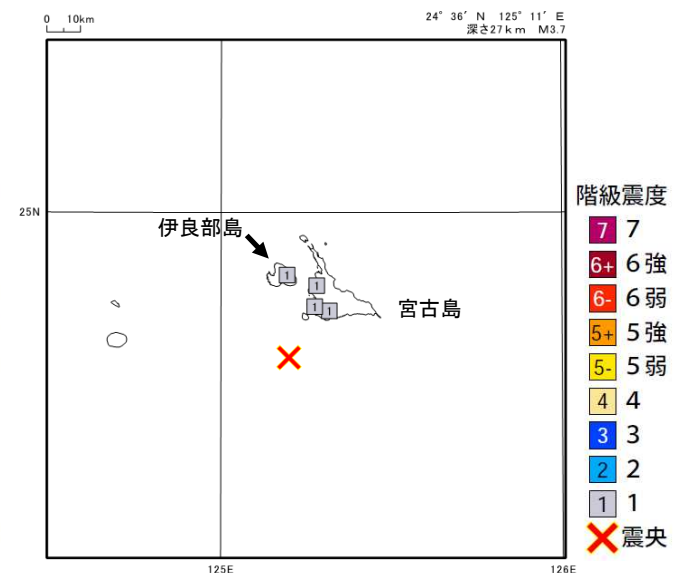 0 10km
24° 36′ N 125° 11′ E
深さ27km M3.7
25N
伊良部島
1
1
1 1
宮古島
125E 126E
階級震度
7 7
6+ 6強
6- 6弱
5+ 5強
5- 5弱
4 4
3 3
2 2
1 1
震央